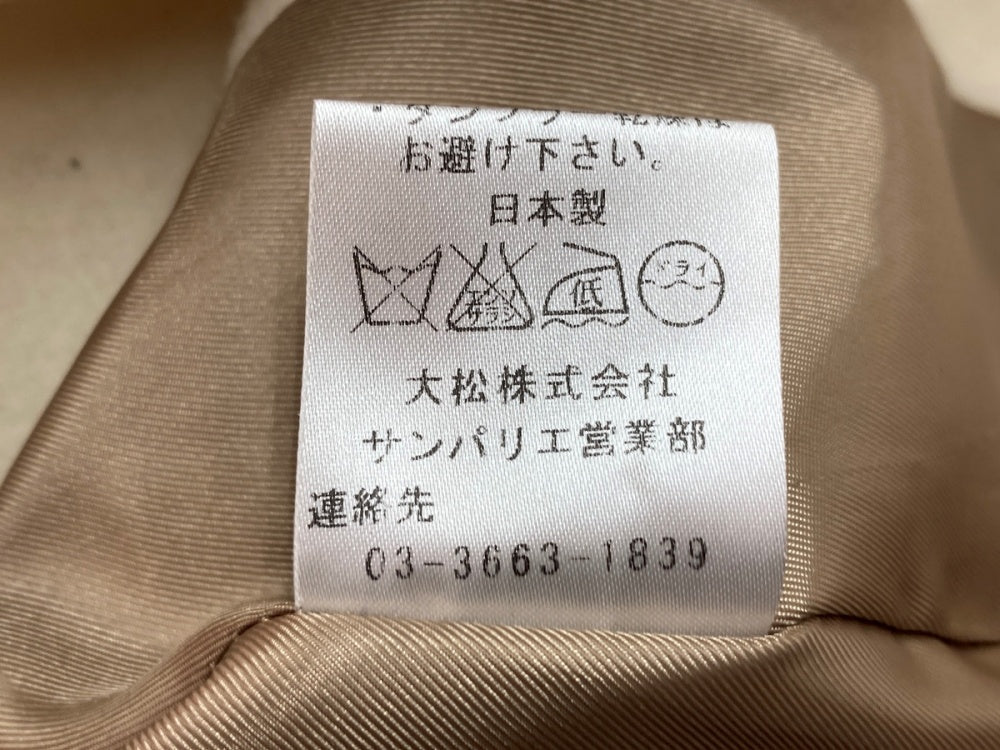 お避け下さい。
日本製
低 ドライ
大松株式会社
サンパリエ営業部
連絡先
03-3663-1839